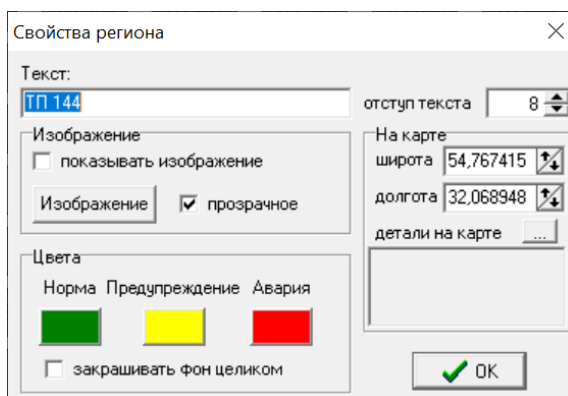 Свойства региона
Текст:
ТП 144
отступ текста 8
Изображение
показывать изображение
Изображение
прозрачное
На карте
широта 54,767415
долгота 32,068948
детали на карте ...
Цвета
Норма Предупреждение Авария
закрашивать фон целиком
OK